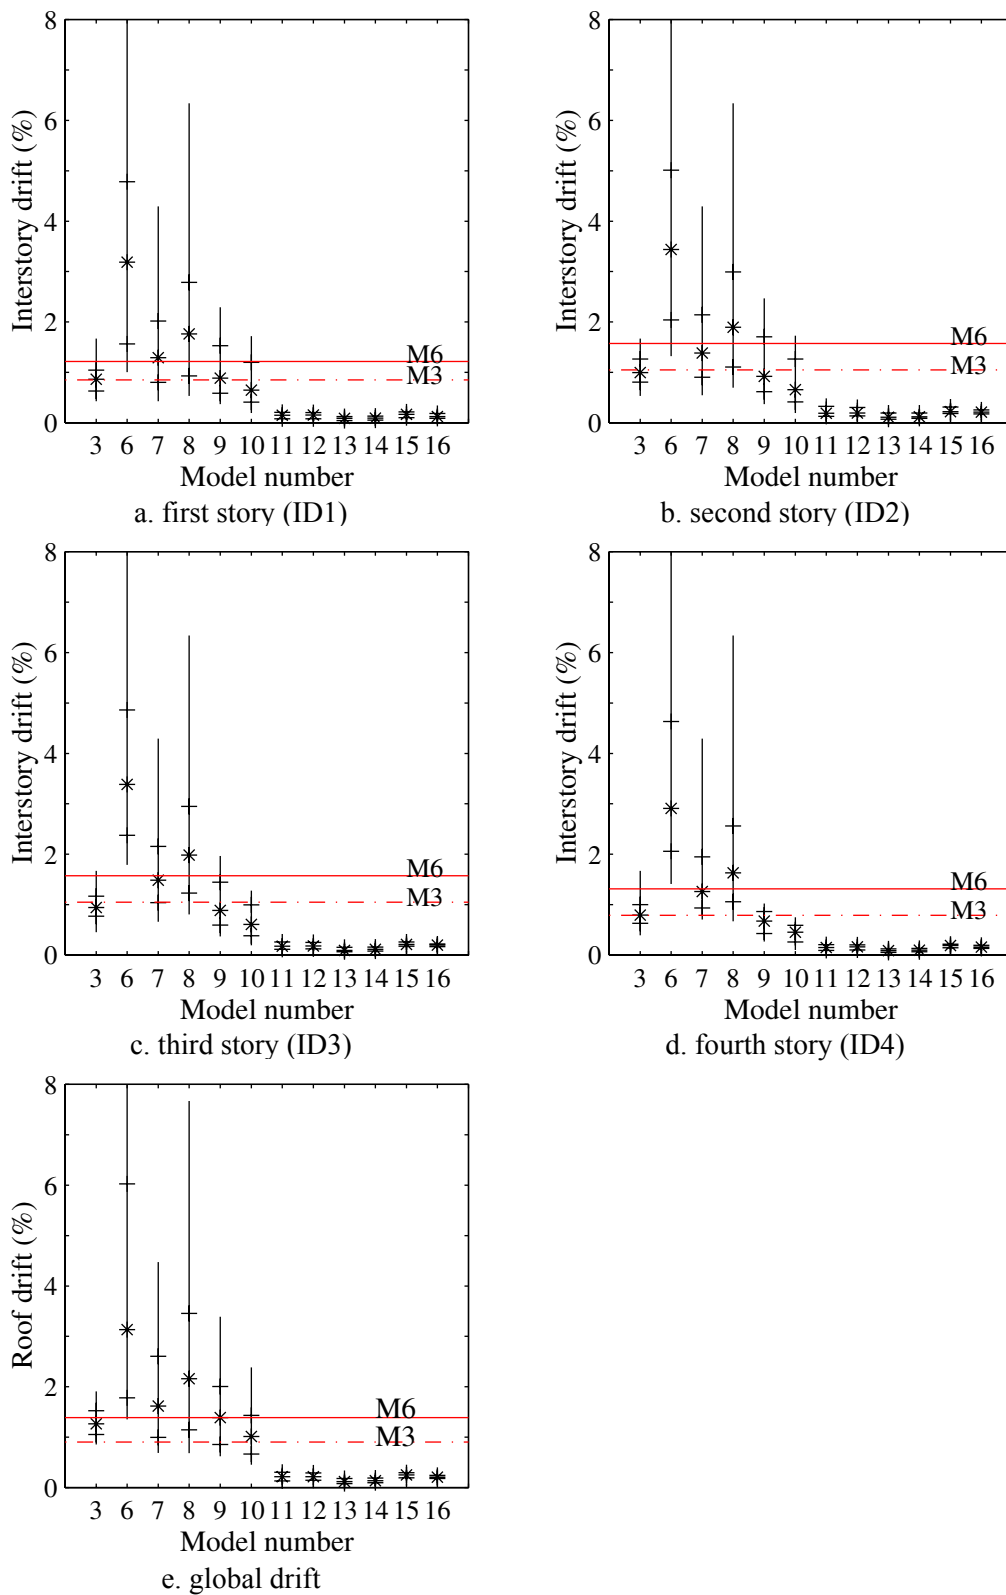 8
6
4
2
0
Interstory drift (%)
M6
M3
3 6 7 8 9 10 11 12 13 14 15 16
Model number
a. first story (ID1)
8
6
4
2
0
Interstory drift (%)
M6
M3
3 6 7 8 9 10 11 12 13 14 15 16
Model number
b. second story (ID2)
8
6
4
2
0
Interstory drift (%)
M6
M3
3 6 7 8 9 10 11 12 13 14 15 16
Model number
c. third story (ID3)
8
6
4
2
0
Interstory drift (%)
M6
M3
3 6 7 8 9 10 11 12 13 14 15 16
Model number
d. fourth story (ID4)
8
6
4
2
0
Roof drift (%)
M6
M3
3 6 7 8 9 10 11 12 13 14 15 16
Model number
e. global drift